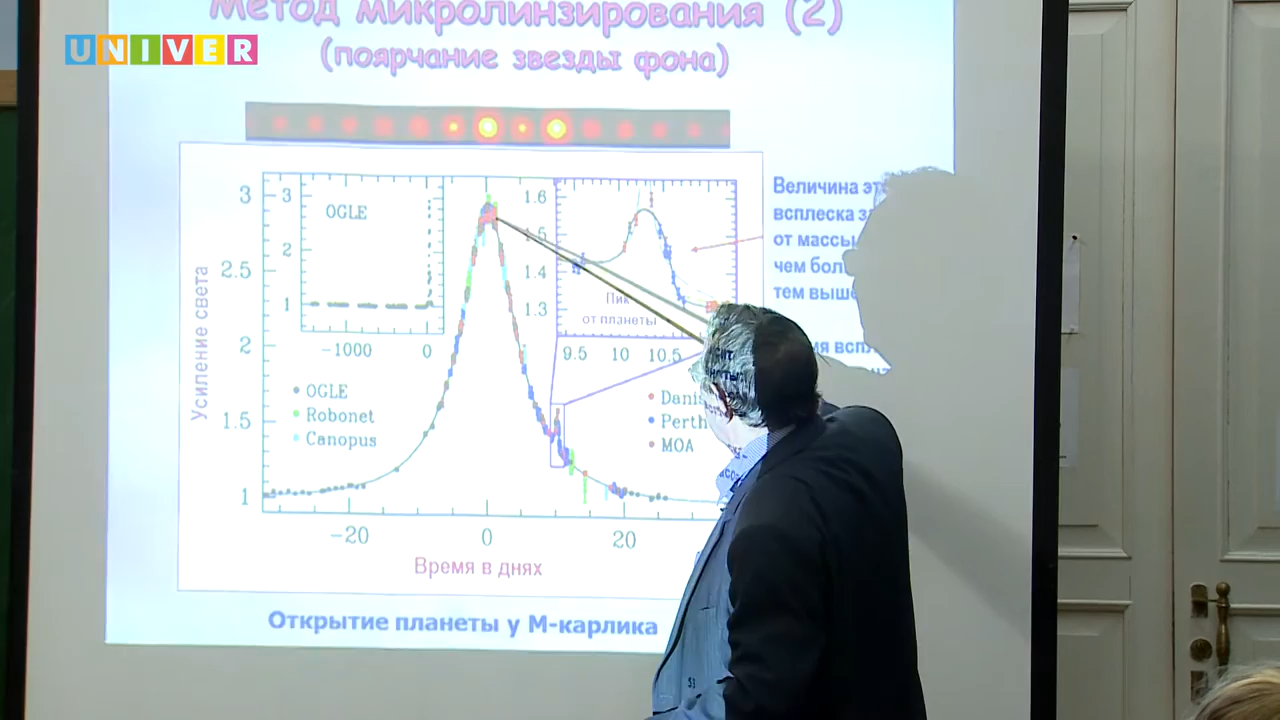 Метод микролинзирования (2)
UNIVER
(поярчание звезды фона)
Величина
всплеска
от массы
чем
тем
3
2.5
2
1.5
1
Усиление света
3
2
1
OGLE
-1000
0
1.6
1.5
1.4
1.3
Пик
от планеты
9.5
10
10.5
OGLE
Robonet
Canopus
Perth
MOA
-20
0
20
Время в днях
Открытие планеты у М-карлика